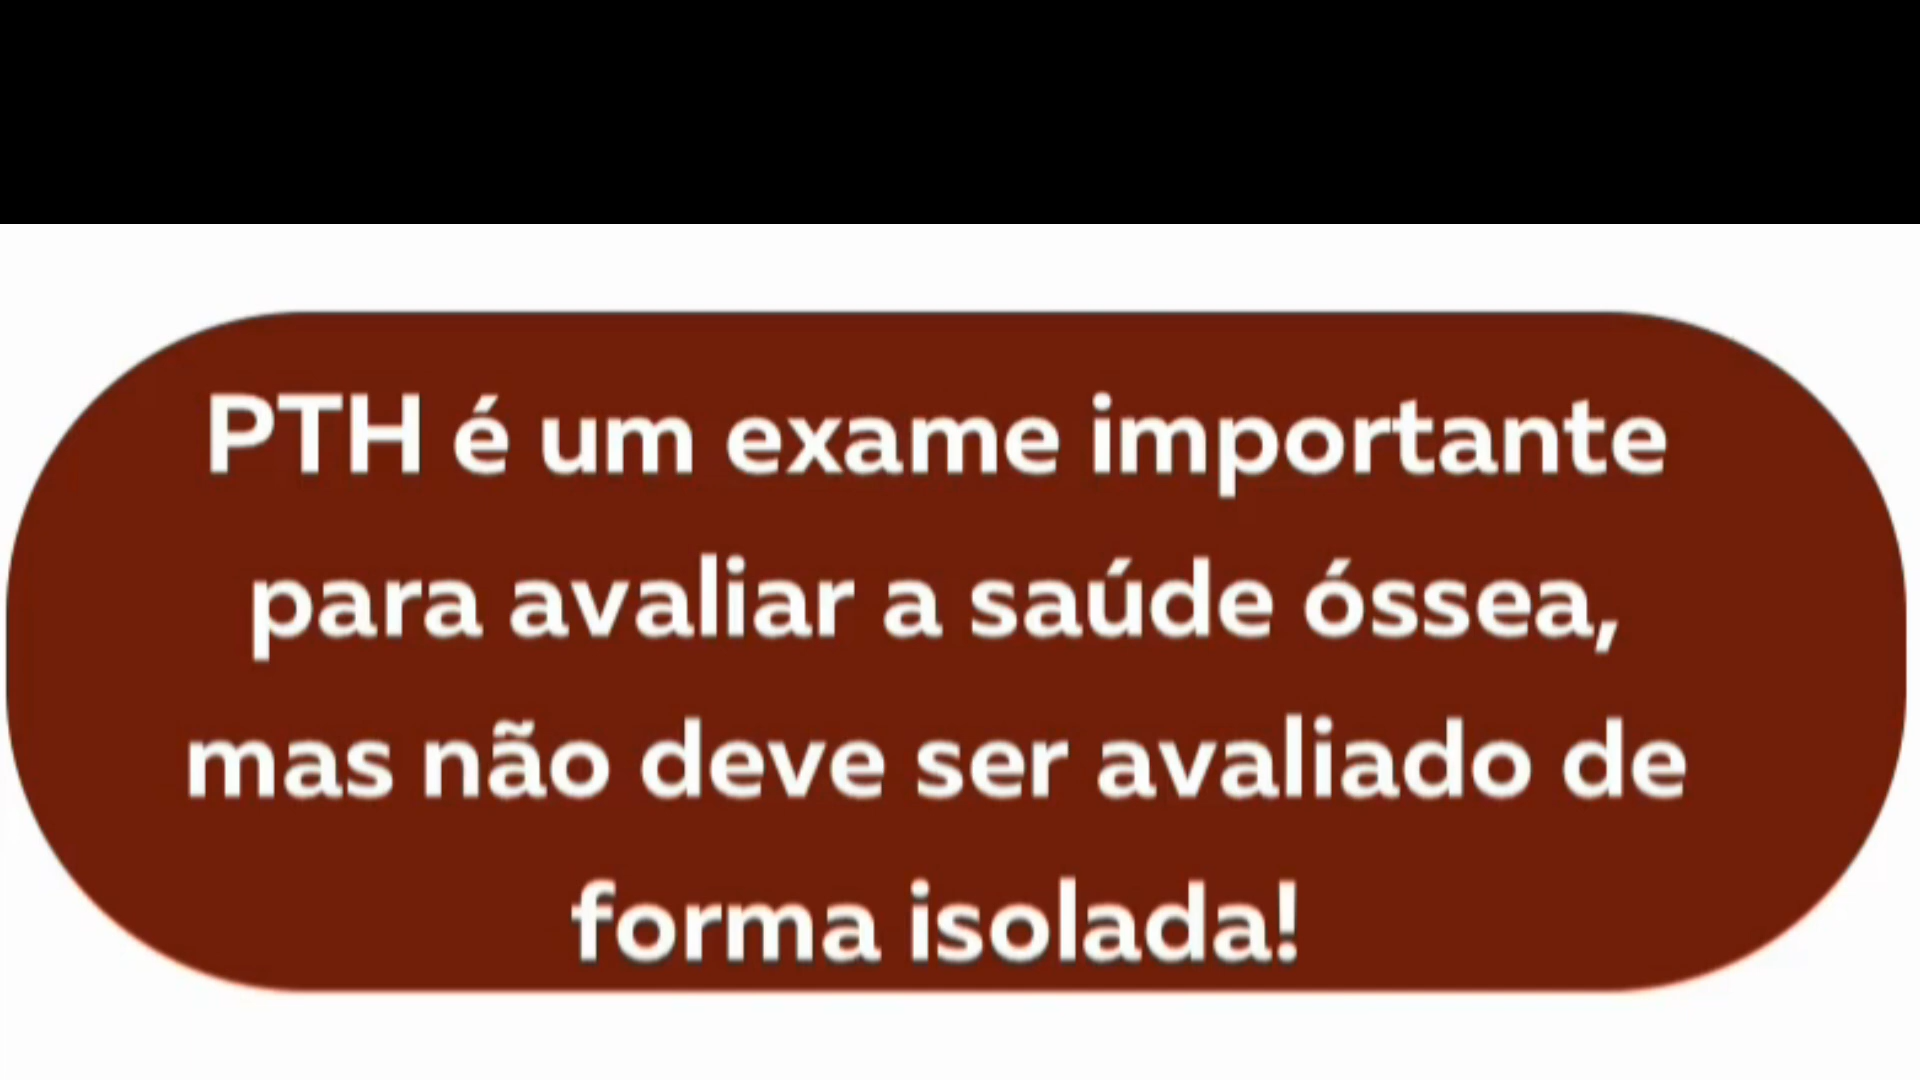 PTH é um exame importante
para avaliar a saúde óssea,
mas não deve ser avaliado de
forma isolada!